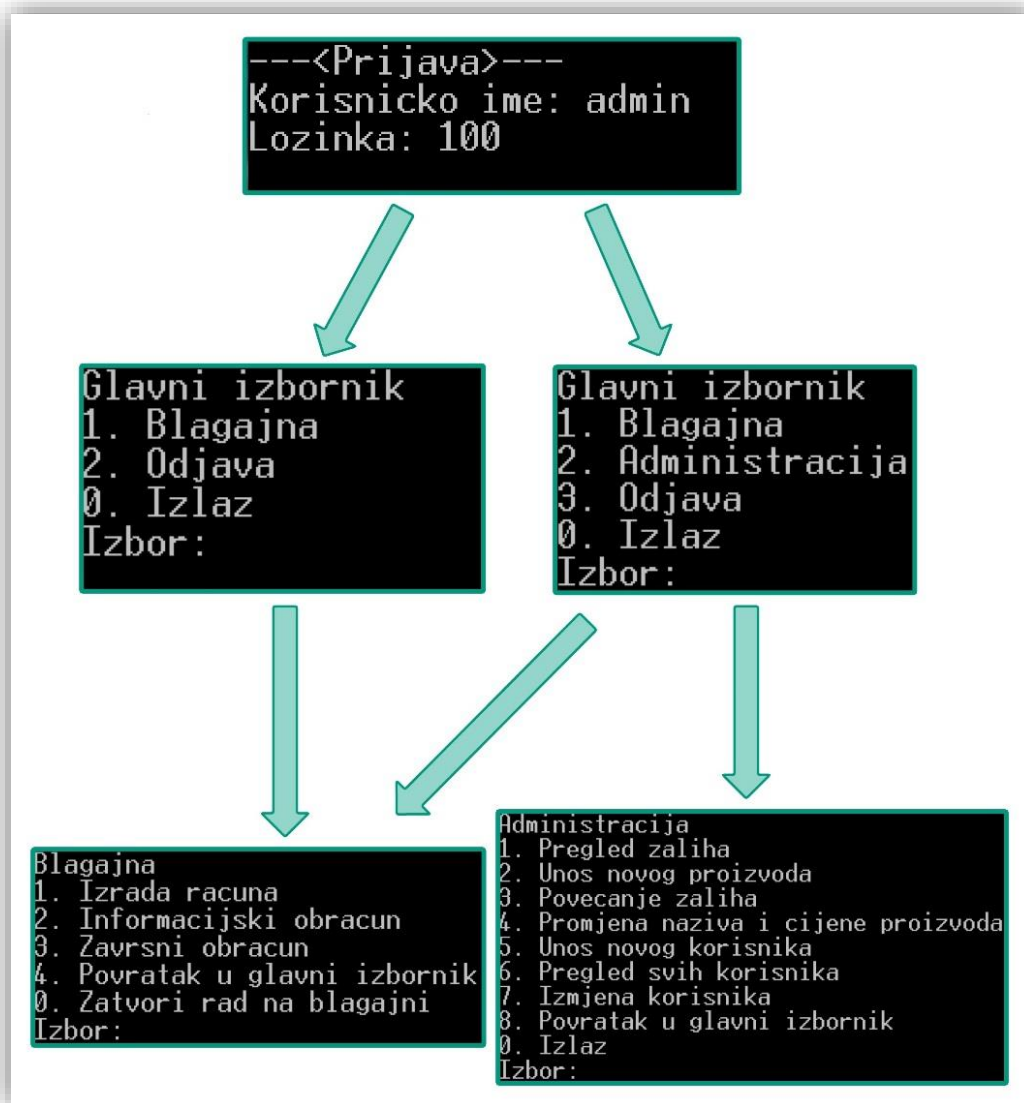 ---<Prijava>---
Korisnicko ime: admin
Lozinka: 100
Glavni izbornik
1. Blagajna
2. Odjava
0. Izlaz
Izbor:
Glavni izbornik
1. Blagajna
2. Administracija
3. Odjava
0. Izlaz
Izbor:
Blagajna
1. Izrada racuna
2. Informacijski obracun
3. Zavrsni obracun
4. Povratak u glavni izbornik
0. Zatvori rad na blagajni
Izbor:
Administracija
1. Pregled zaliha
2. Unos novog proizvoda
3. Povecanje zaliha
4. Promjena naziva i cijene proizvoda
5. Unos novog korisnika
6. Pregled svih korisnika
7. Izmjena korisnika
8. Povratak u glavni izbornik
0. Izlaz
Izbor: